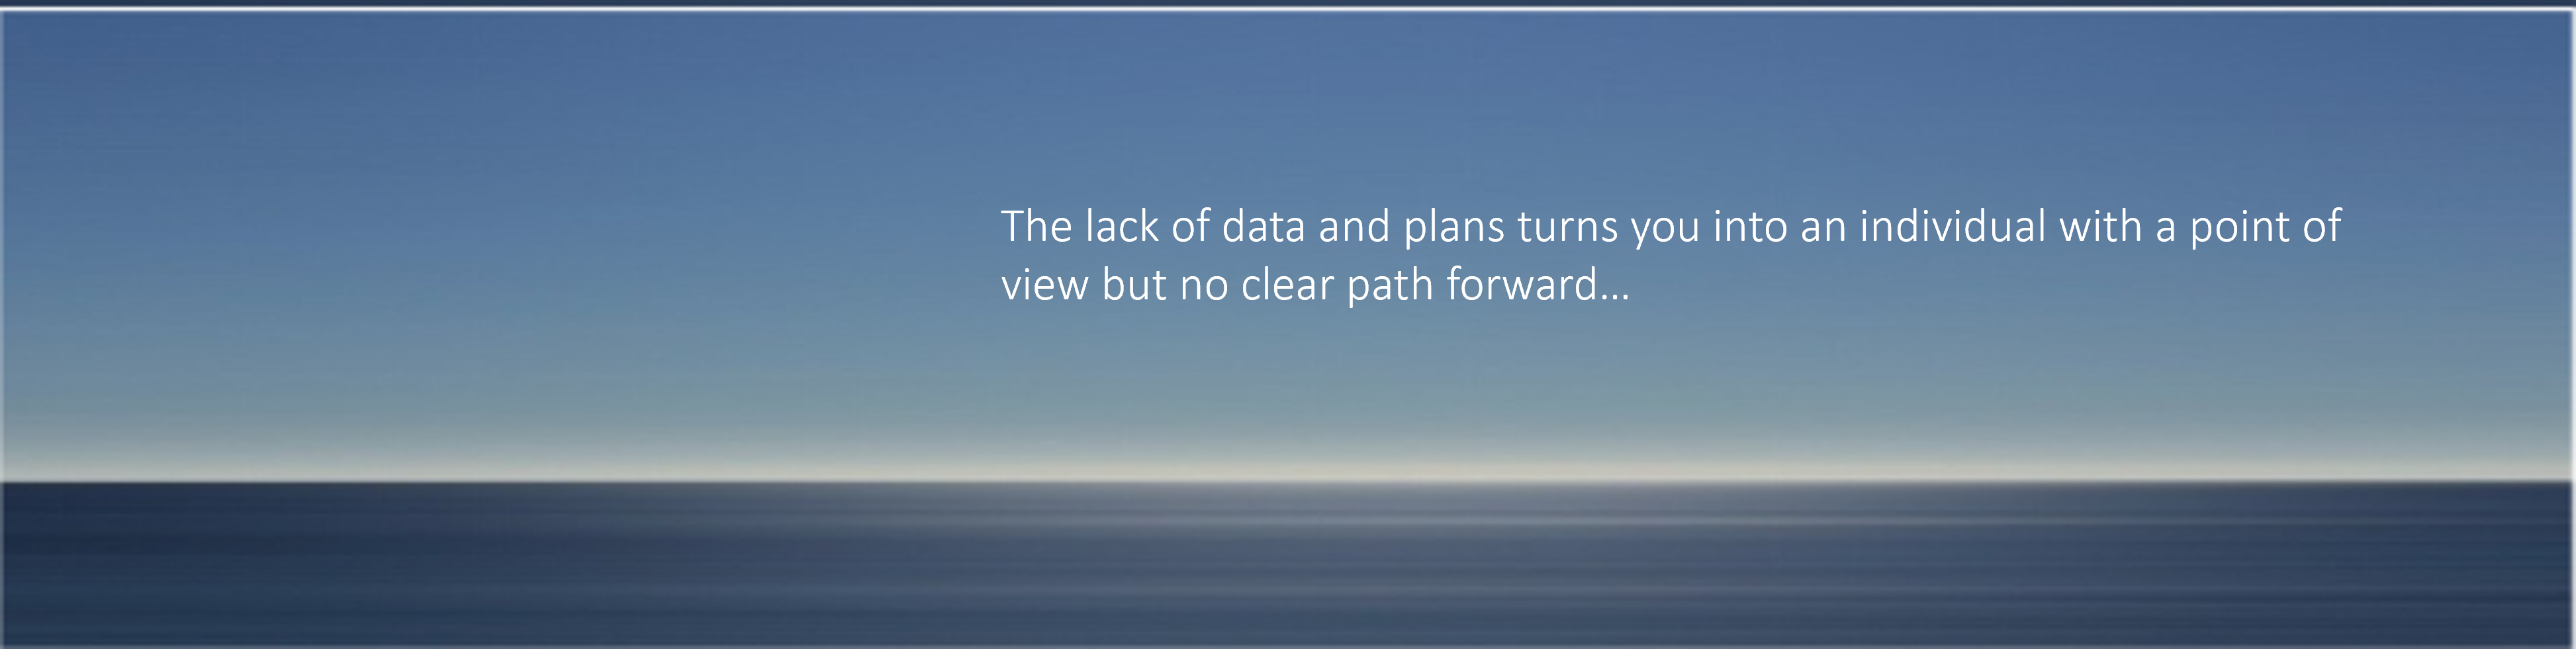 The lack of data and plans turns you into an individual with a point of
view but no clear path forward...